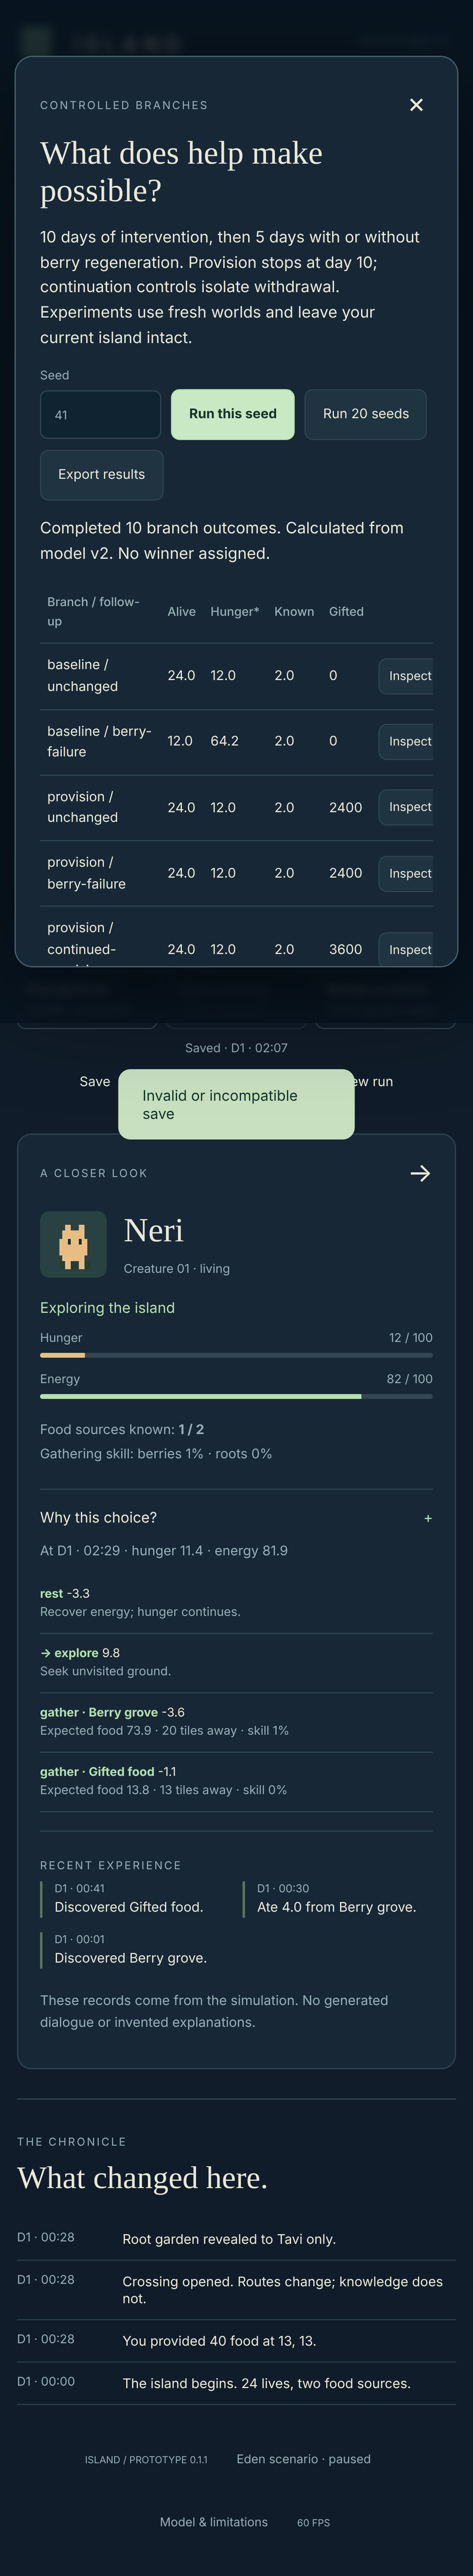 ISLAND
CONTROLLED BRANCHES
What does help make
possible?
10 days of intervention, then 5 days with or without
berry regeneration. Provision stops at day 10;
continuation controls isolate withdrawal.
Experiments use fresh worlds and leave your
current island intact.
Seed
41
Run this seed
Run 20 seeds
Export results
Completed 10 branch outcomes. Calculated from
model v2. No winner assigned.
Branch / follow-
up
Alive
Hunger*
Known
Gifted
baseline /
unchanged
24.0
12.0
2.0
0
Inspect
baseline / berry-
failure
12.0
64.2
2.0
0
Inspect
provision /
unchanged
24.0
12.0
2.0
2400
Inspect
provision /
berry-failure
24.0
12.0
2.0
2400
Inspect
provision /
continued-
24.0
12.0
2.0
3600
Inspect
Saved · D1 · 02:07
Save
ew run
Invalid or incompatible
save
A CLOSER LOOK
→
Neri
Creature 01 · living
Exploring the island
Hunger
12 / 100
Energy
82 / 100
Food sources known: 1 / 2
Gathering skill: berries 1% · roots 0%
Why this choice?
+
At D1 · 02:29 · hunger 11.4 · energy 81.9
rest -3.3
Recover energy; hunger continues.
→ explore 9.8
Seek unvisited ground.
gather · Berry grove -3.6
Expected food 73.9 · 20 tiles away · skill 1%
gather · Gifted food -1.1
Expected food 13.8 · 13 tiles away · skill 0%
RECENT EXPERIENCE
D1 · 00:41
Discovered Gifted food.
D1 · 00:30
Ate 4.0 from Berry grove.
D1 · 00:01
Discovered Berry grove.
These records come from the simulation. No generated
dialogue or invented explanations.
THE CHRONICLE
What changed here.
D1 · 00:28
Root garden revealed to Tavi only.
D1 · 00:28
Crossing opened. Routes change; knowledge does
not.
D1 · 00:28
You provided 40 food at 13, 13.
D1 · 00:00
The island begins. 24 lives, two food sources.
ISLAND / PROTOTYPE 0.1.1
Eden scenario · paused
Model & limitations
60 FPS